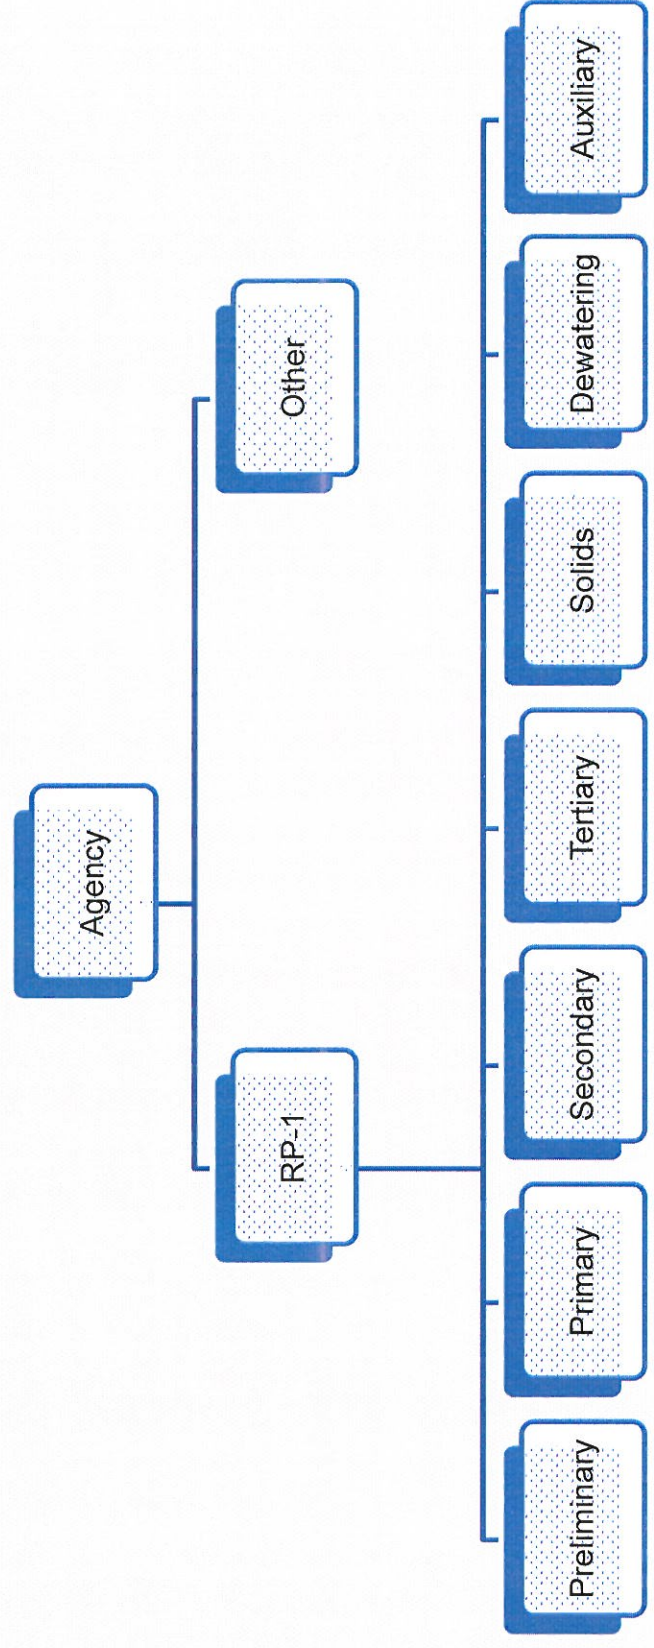 Agency
RP-1
Other
Preliminary
Primary
Secondary
Tertiary
Solids
Dewatering
Auxiliary